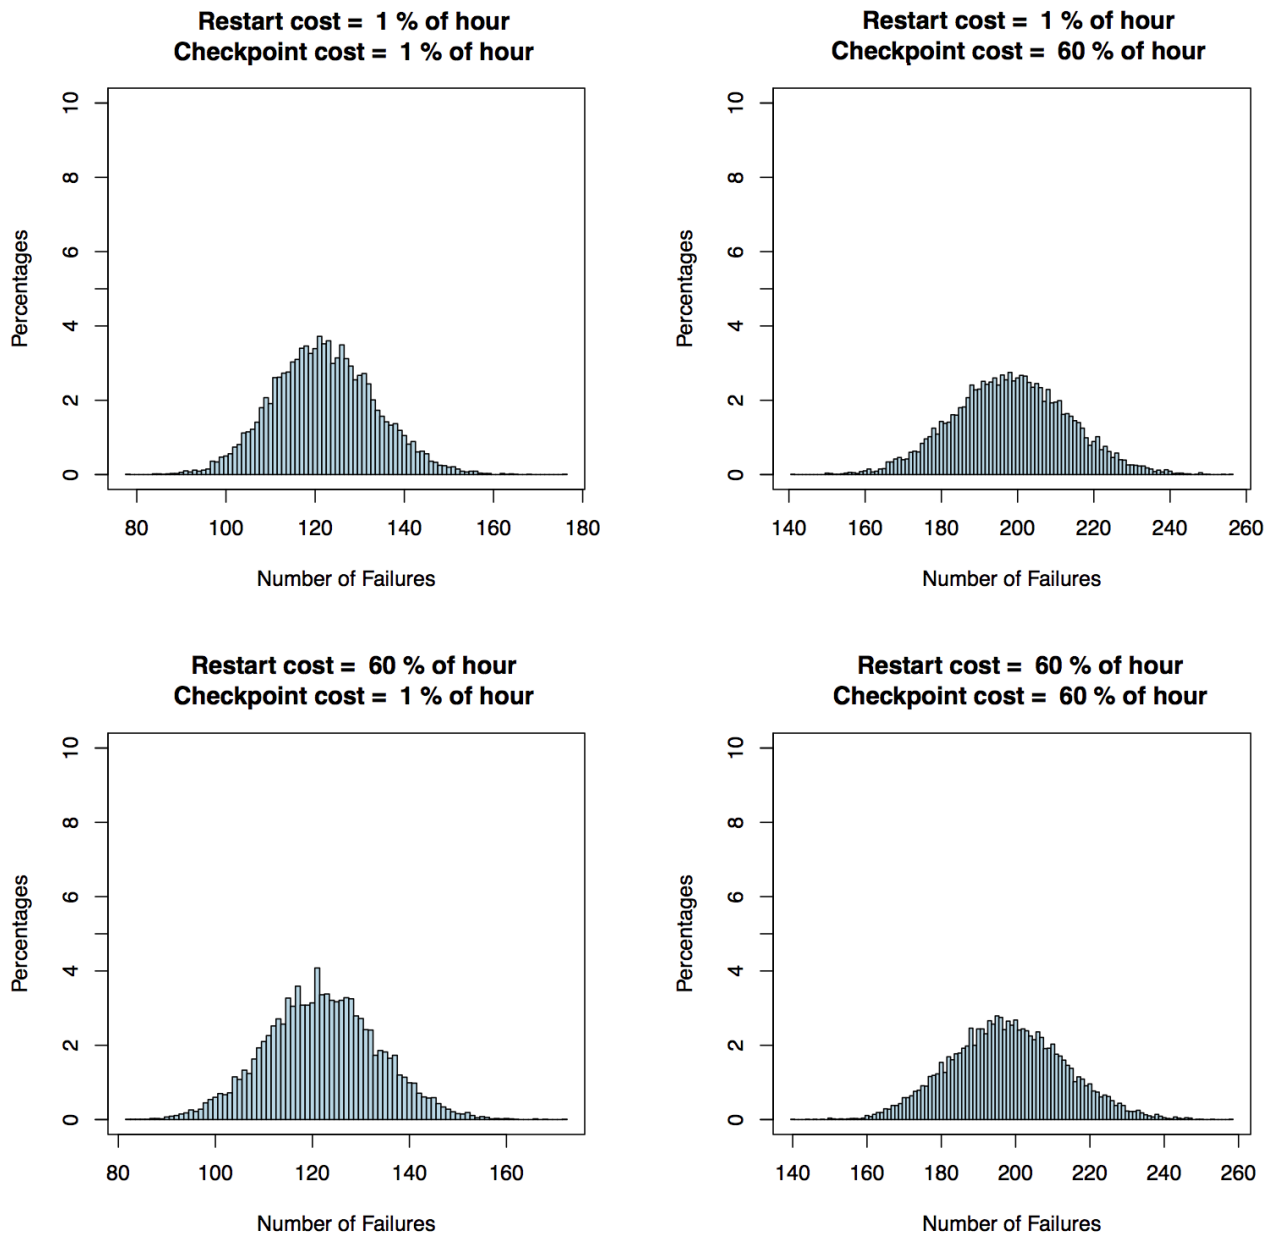 Restart cost = 1 % of hour
Checkpoint cost = 1 % of hour
10
8
6
4
2
0
Percentages
80 100 120 140 160 180
Number of Failures
Restart cost = 1 % of hour
Checkpoint cost = 60 % of hour
10
8
6
4
2
0
Percentages
140 160 180 200 220 240 260
Number of Failures
Restart cost = 60 % of hour
Checkpoint cost = 1 % of hour
10
8
6
4
2
0
Percentages
80 100 120 140 160
Number of Failures
Restart cost = 60 % of hour
Checkpoint cost = 60 % of hour
10
8
6
4
2
0
Percentages
140 160 180 200 220 240 260
Number of Failures